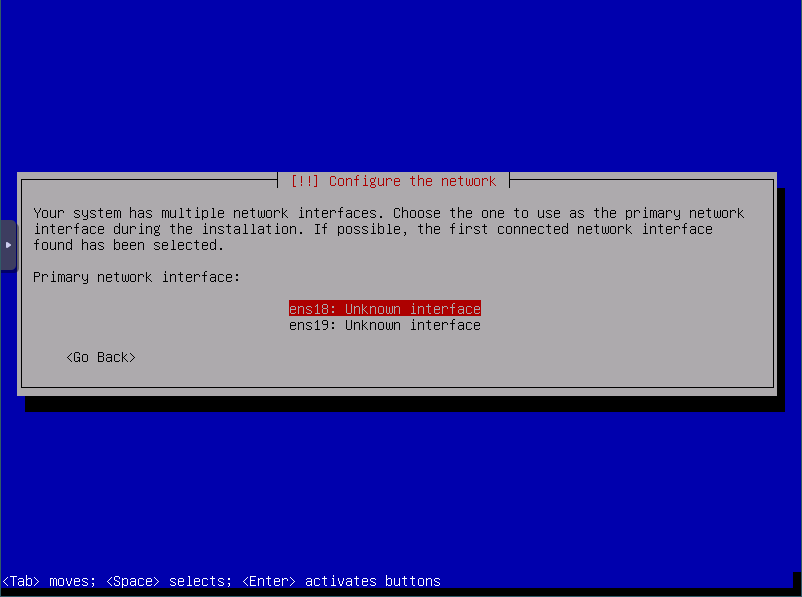 [!!] Configure the network
Your system has multiple network interfaces. Choose the one to use as the primary network
interface during the installation. If possible, the first connected network interface
found has been selected.
Primary network interface:
ens18: Unknown interface
ens19: Unknown interface
<Go Back>
<Tab> moves; <Space> selects; <Enter> activates buttons